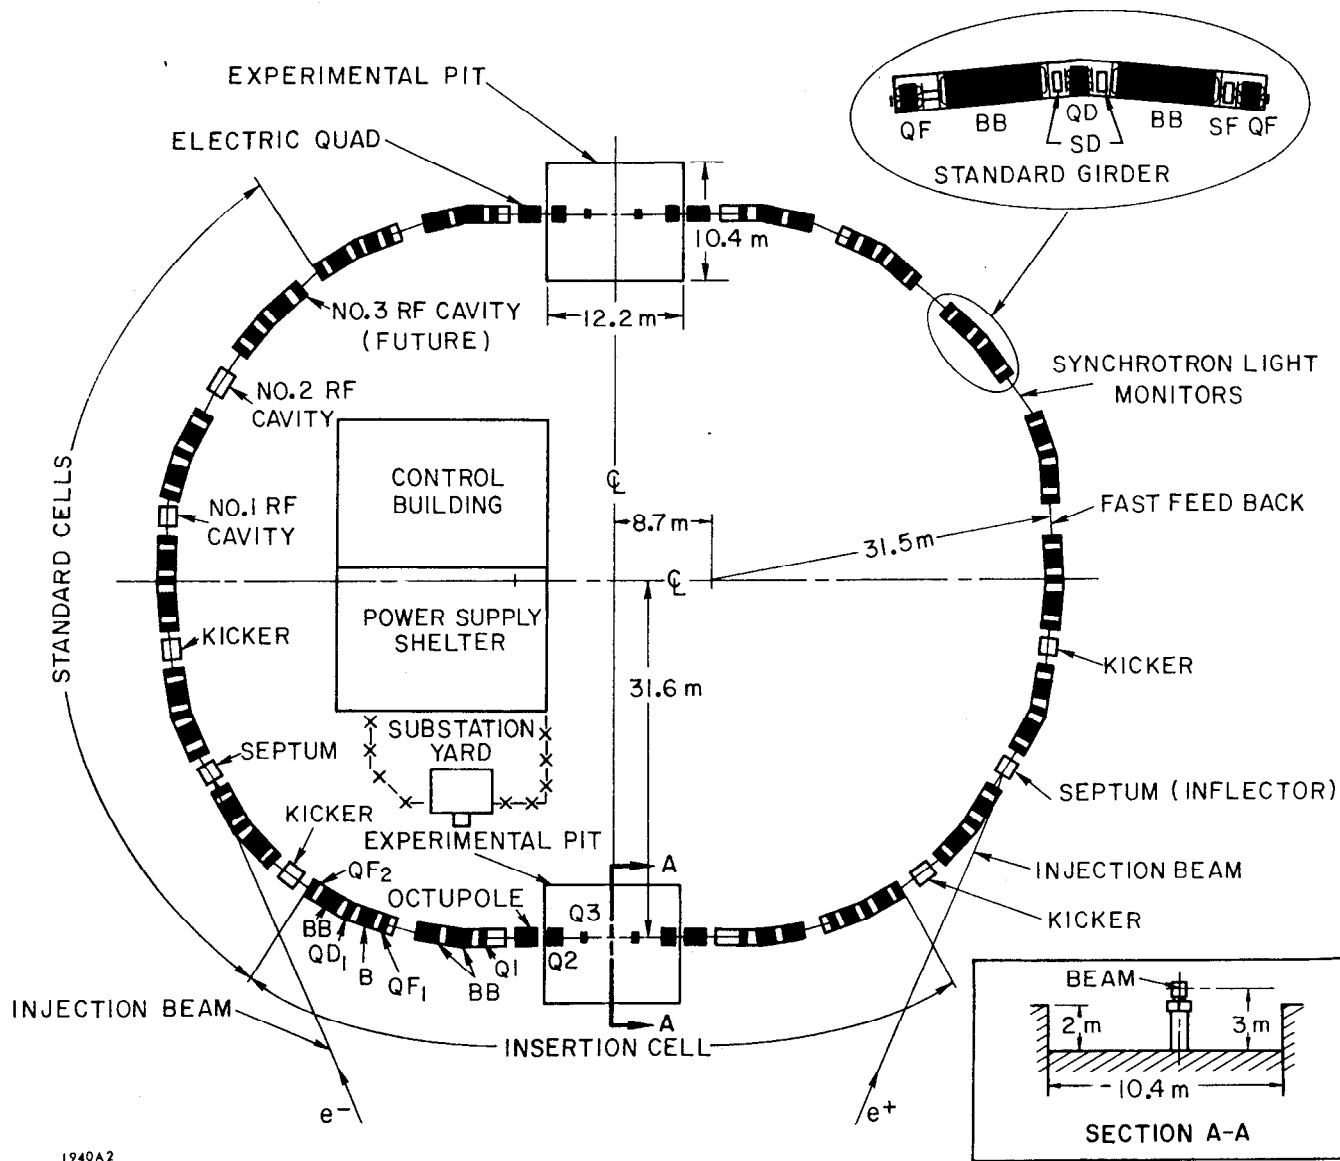 EXPERIMENTAL PIT
ELECTRIC QUAD
QF
BB
QD
SD
BB
SF
QF
STANDARD GIRDER
10.4 m
12.2 m
NO.3 RF CAVITY
(FUTURE)
NO.2 RF
CAVITY
SYNCHROTRON LIGHT
MONITORS
STANDARD CELLS
CONTROL
BUILDING
NO.1 RF
CAVITY
℄
8.7 m
FAST FEED BACK
31.5 m
℄
POWER SUPPLY
SHELTER
KICKER
KICKER
31.6 m
SUBSTATION
YARD
SEPTUM
SEPTUM (INFLECTOR)
KICKER
EXPERIMENTAL PIT
A
INJECTION BEAM
QF2
OCTUPOLE
Q3
KICKER
BB
QD1
B
QF1
BB
Q1
Q2
INJECTION BEAM
A
INSERTION CELL
BEAM
2 m
3 m
10.4 m
SECTION A-A
e-
e+
1940A2